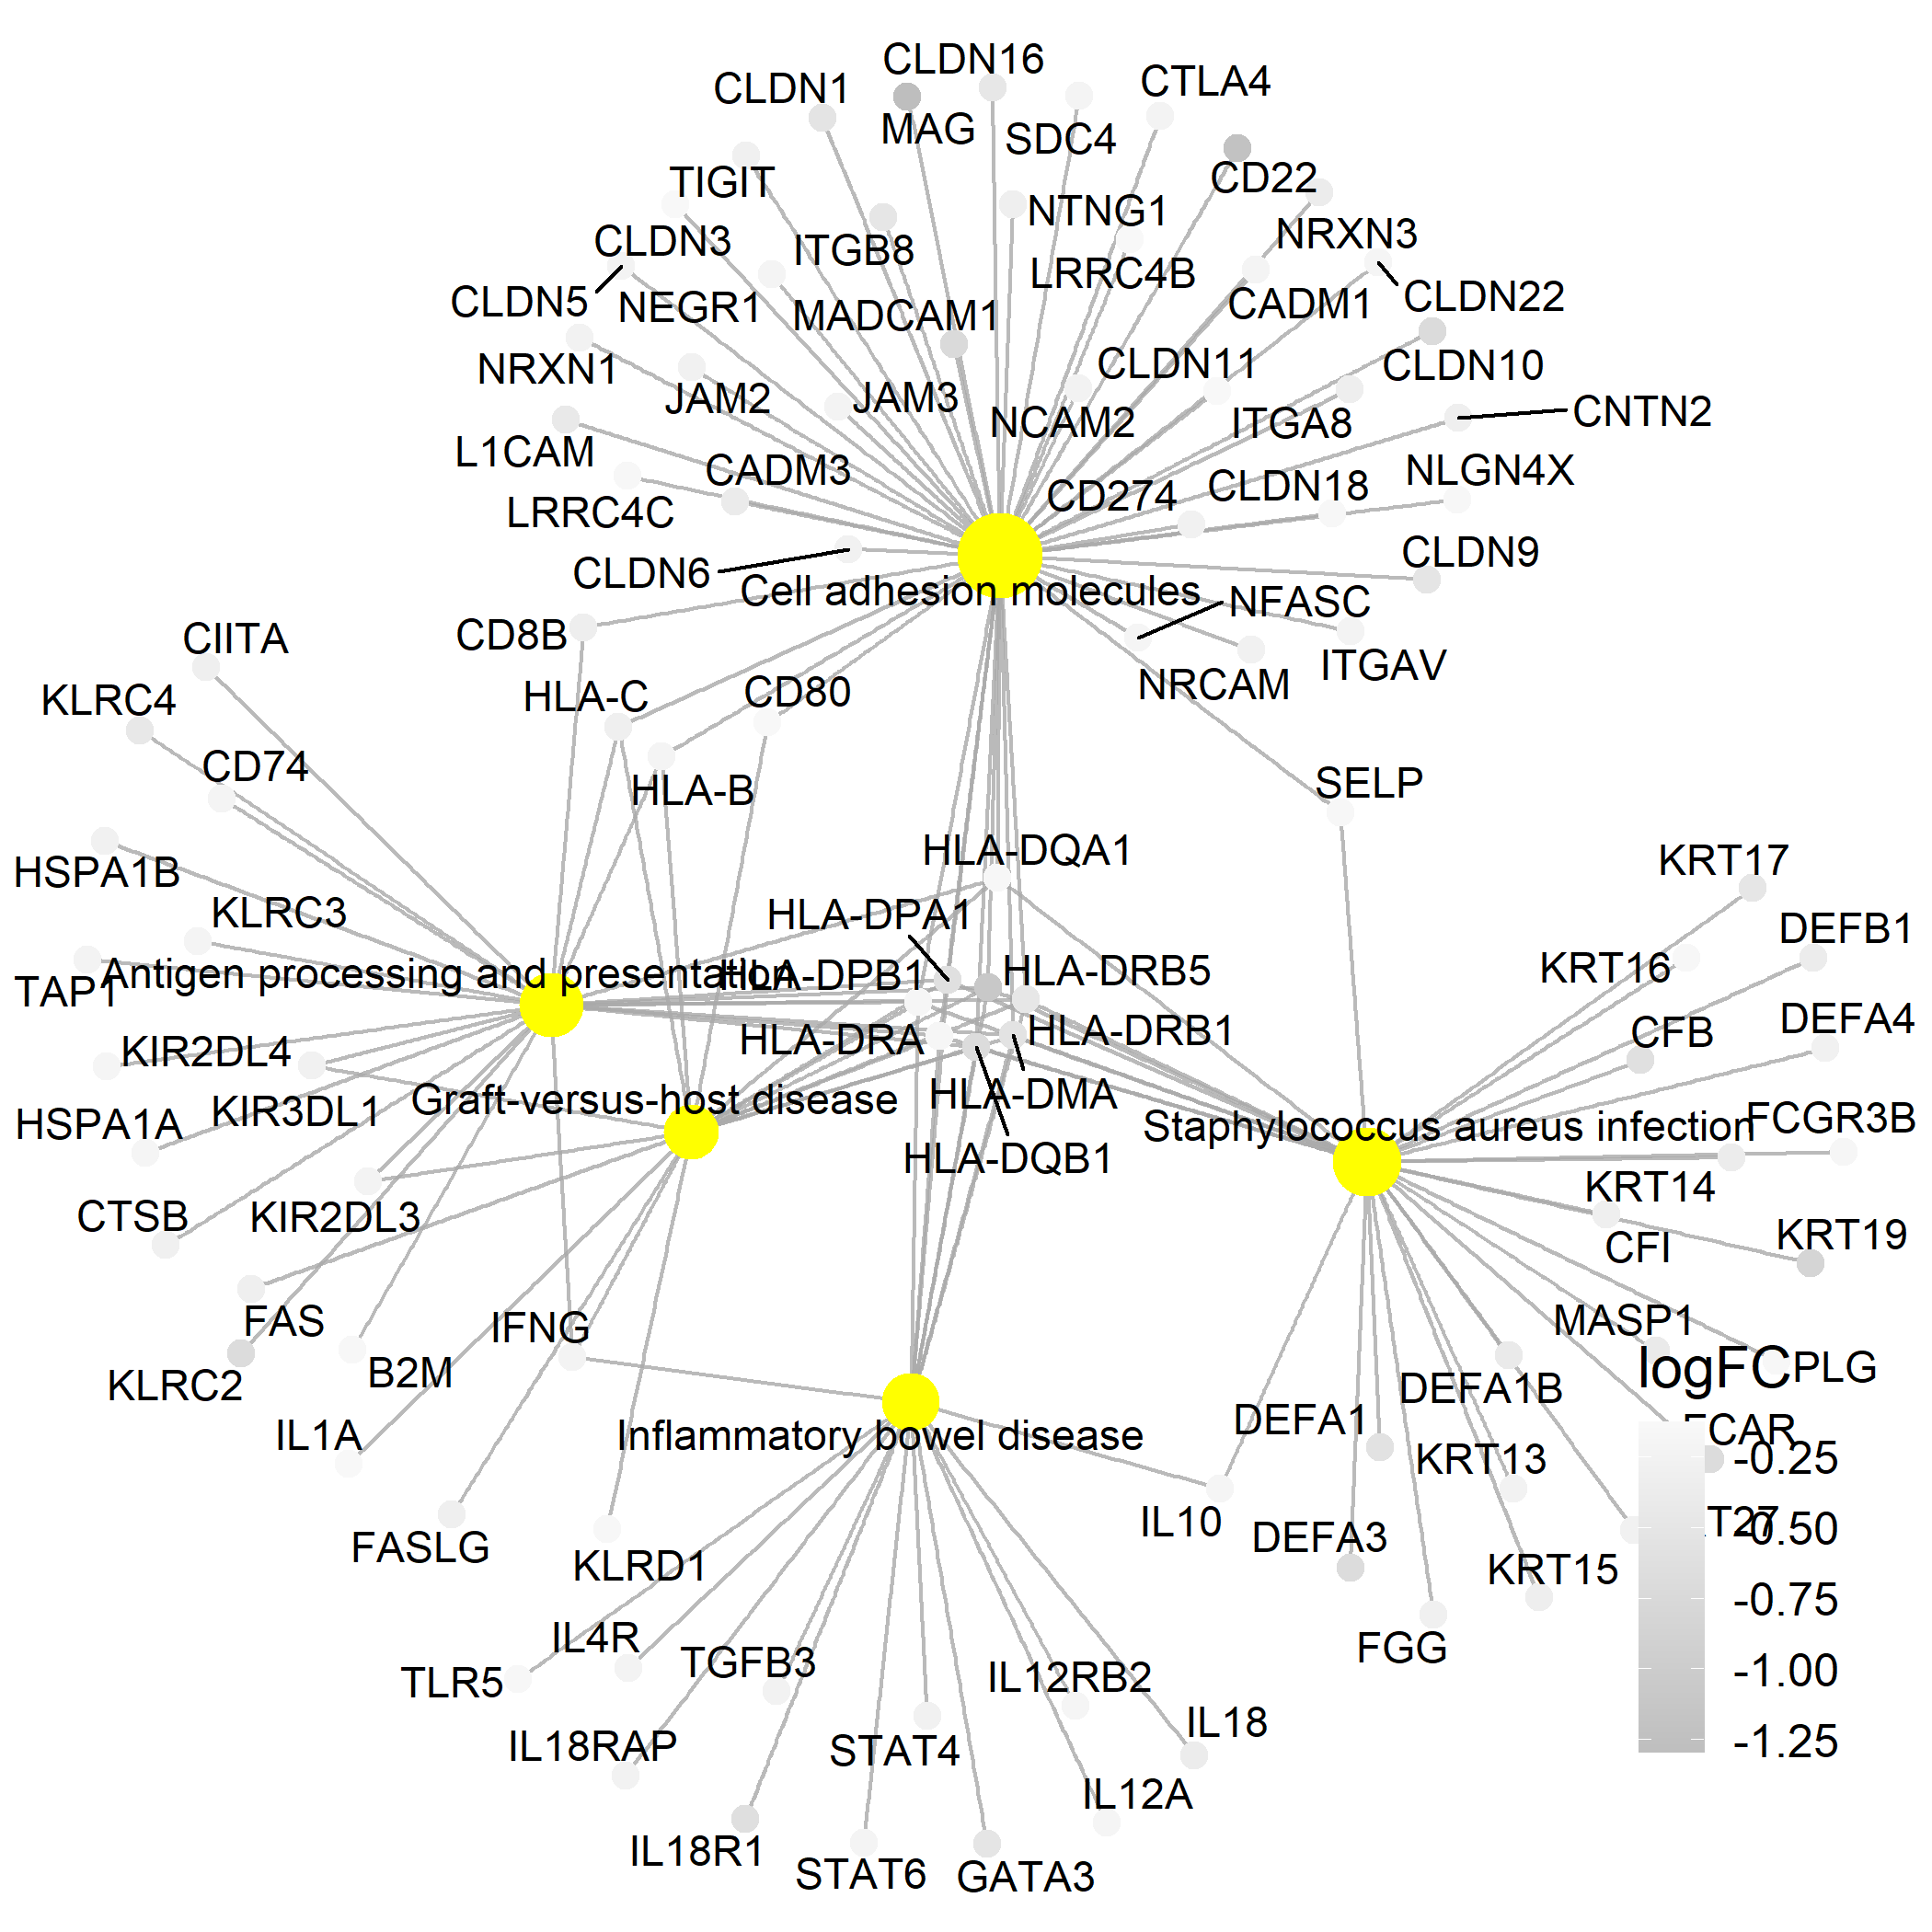 CLDN16
CTLA4
CLDN1
MAG
SDC4
CD22
TIGIT
NTNG1
NRXN3
CLDN3
ITGB8
LRRC4B
CLDN5
NEGR1
MADCAM1
CADM1
CLDN22
NRXN1
JAM2
JAM3
CLDN11
CLDN10
NCAM2
ITGA8
CNTN2
L1CAM
CADM3
CD274
CLDN18
NLGN4X
LRRC4C
CLDN6
CLDN9
Cell adhesion molecules
NFASC
CD8B
ITGAV
CIITA
HLA-C
CD80
NRCAM
KLRC4
CD74
HLA-B
SELP
HSPA1B
HLA-DQA1
KRT17
KLRC3
HLA-DPA1
DEFB1
TAP1
Antigen processing and presentation
HLA-DPB1
HLA-DRB5
KRT16
KIR2DL4
HLA-DRA
HLA-DRB1
CFB
DEFA4
HSPA1A
KIR3DL1
Graft-versus-host disease
HLA-DMA
Staphylococcus aureus infection
FCGR3B
HLA-DQB1
KRT14
CTSB
KIR2DL3
CFI
KRT19
FAS
IFNG
MASP1
KLRC2
B2M
logFC
PLG
DEFA1B
IL1A
Inflammatory bowel disease
DEFA1
FCAR
KRT13
-0.25
FASLG
KLRD1
IL10
DEFA3
-0.50
KRT15
-0.75
TLR5
IL4R
TGFB3
IL12RB2
FGG
-1.00
IL18RAP
STAT4
IL18
-1.25
IL12A
IL18R1
STAT6
GATA3